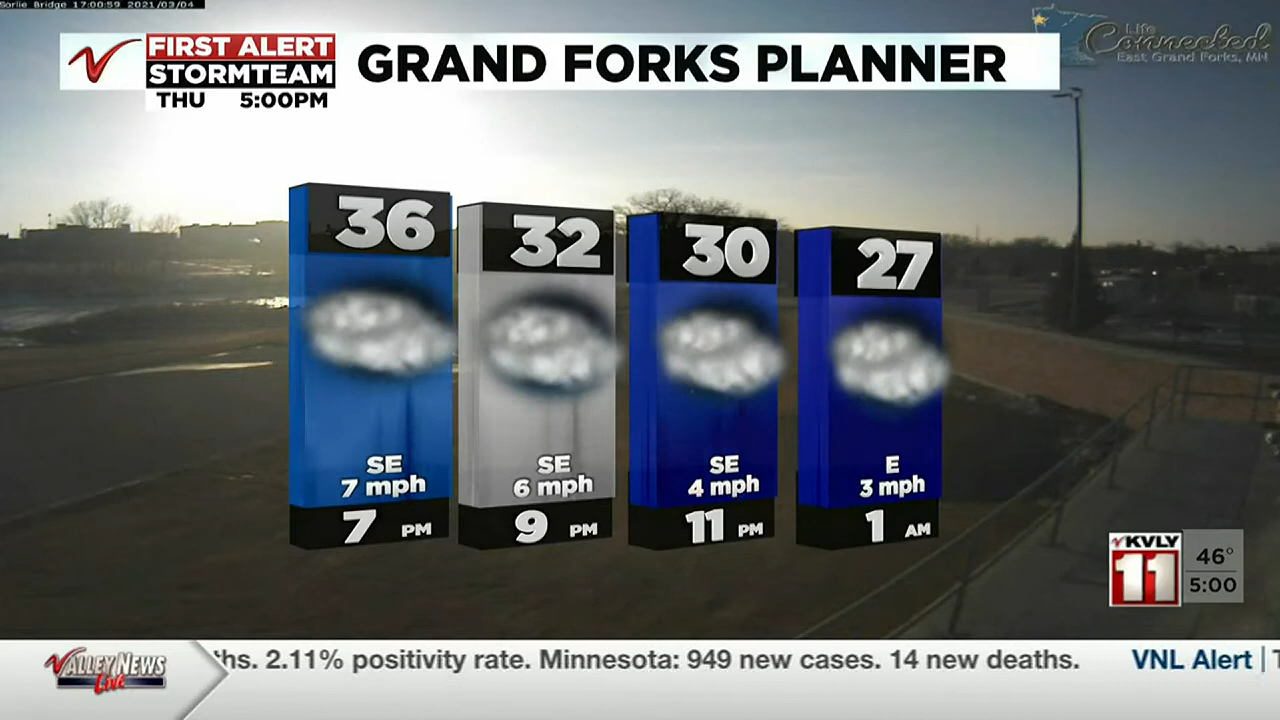 Sorlie Bridge 17:00:59 2021/03/04
Life
Connected
East Grand Forks, MN
FIRST ALERT
STORMTEAM
GRAND FORKS PLANNER
THU 5:00PM
36 32 30 27
SE SE SE E
7 mph 6 mph 4 mph 3 mph
7 PM 9 PM 11 PM 1 AM
KVLY
11
46°
5:00
VALLEY NEWS
Live
ths. 2.11% positivity rate. Minnesota: 949 new cases. 14 new deaths. VNL Alert |